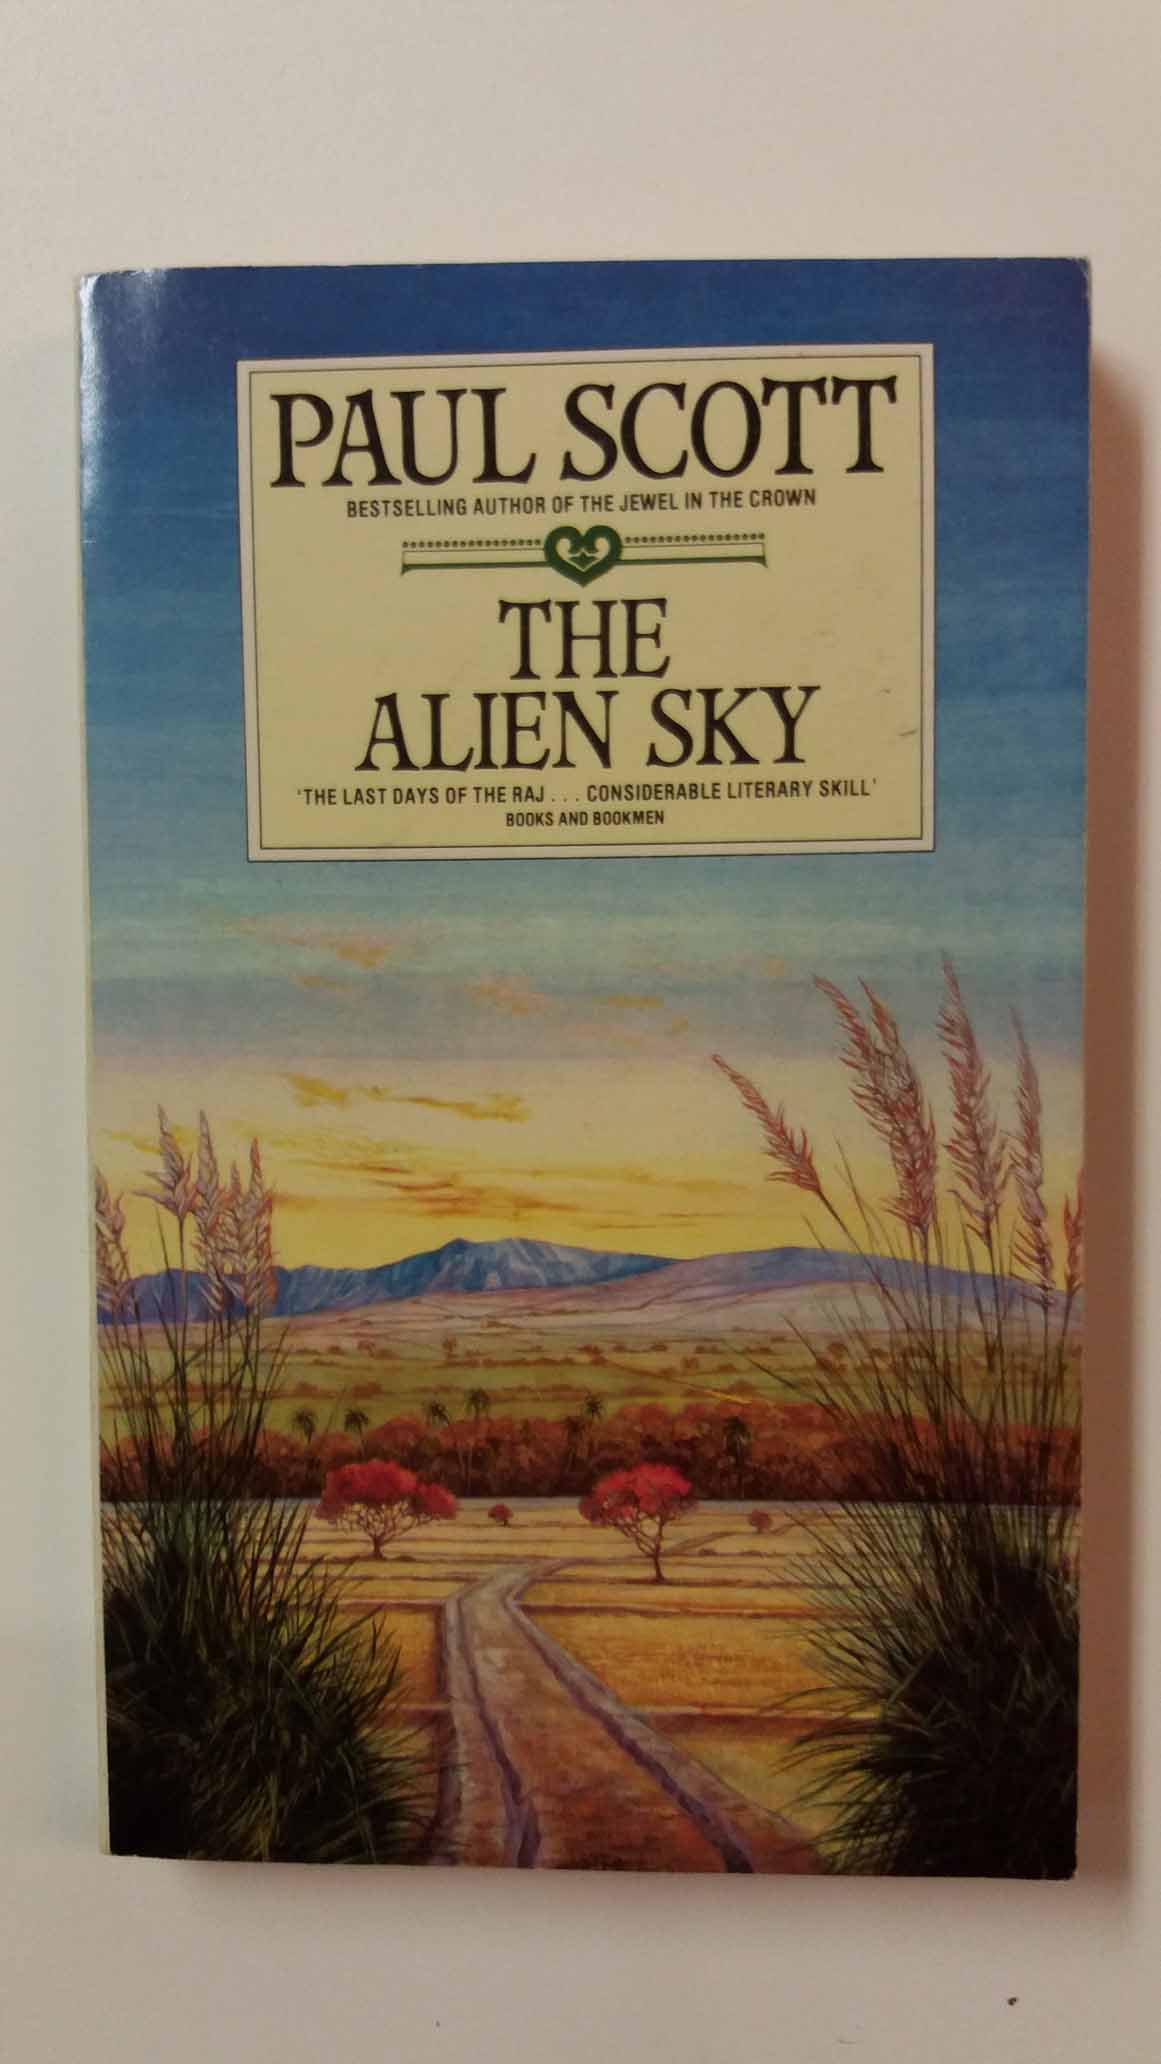 PAUL SCOTT
BESTSELLING AUTHOR OF THE JEWEL IN THE CROWN
THE
ALIEN SKY
'THE LAST DAYS OF THE RAJ... CONSIDERABLE LITERARY SKILL'
BOOKS AND BOOKMEN